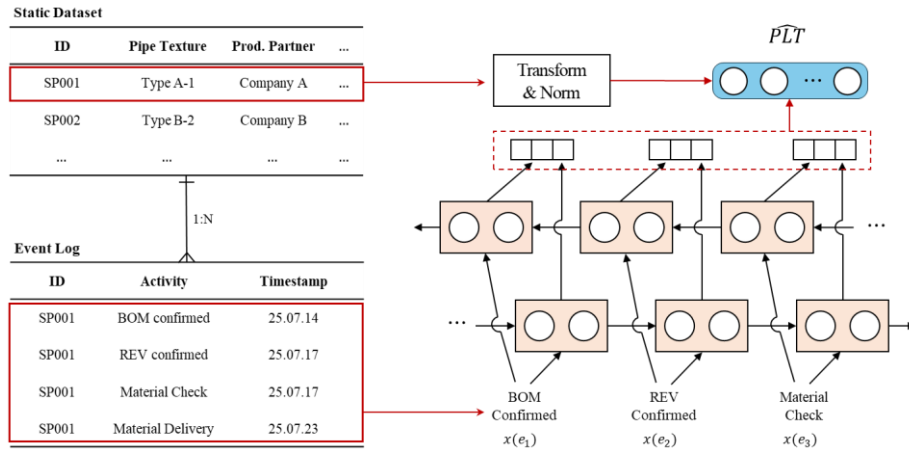 Static Dataset
ID Pipe Texture Prod. Partner ...
SP001 Type A-1 Company A ...
SP002 Type B-2 Company B ...
... ... ... ...
1:N
Event Log
ID Activity Timestamp
SP001 BOM confirmed 25.07.14
SP001 REV confirmed 25.07.17
SP001 Material Check 25.07.17
SP001 Material Delivery 25.07.23
Transform
& Norm
\widehat{PLT}
...
...
...
BOM
Confirmed
x(e₁)
REV
Confirmed
x(e₂)
Material
Check
x(e₃)